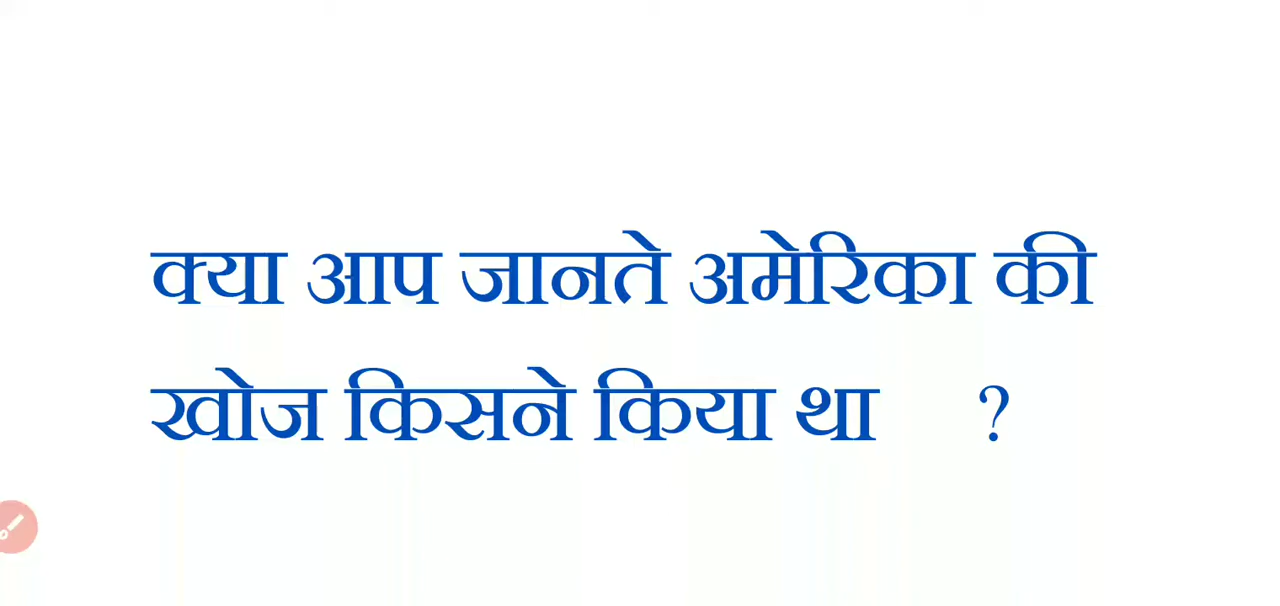 क्या आप जानते अमेरिका की
खोज किसने किया था ?